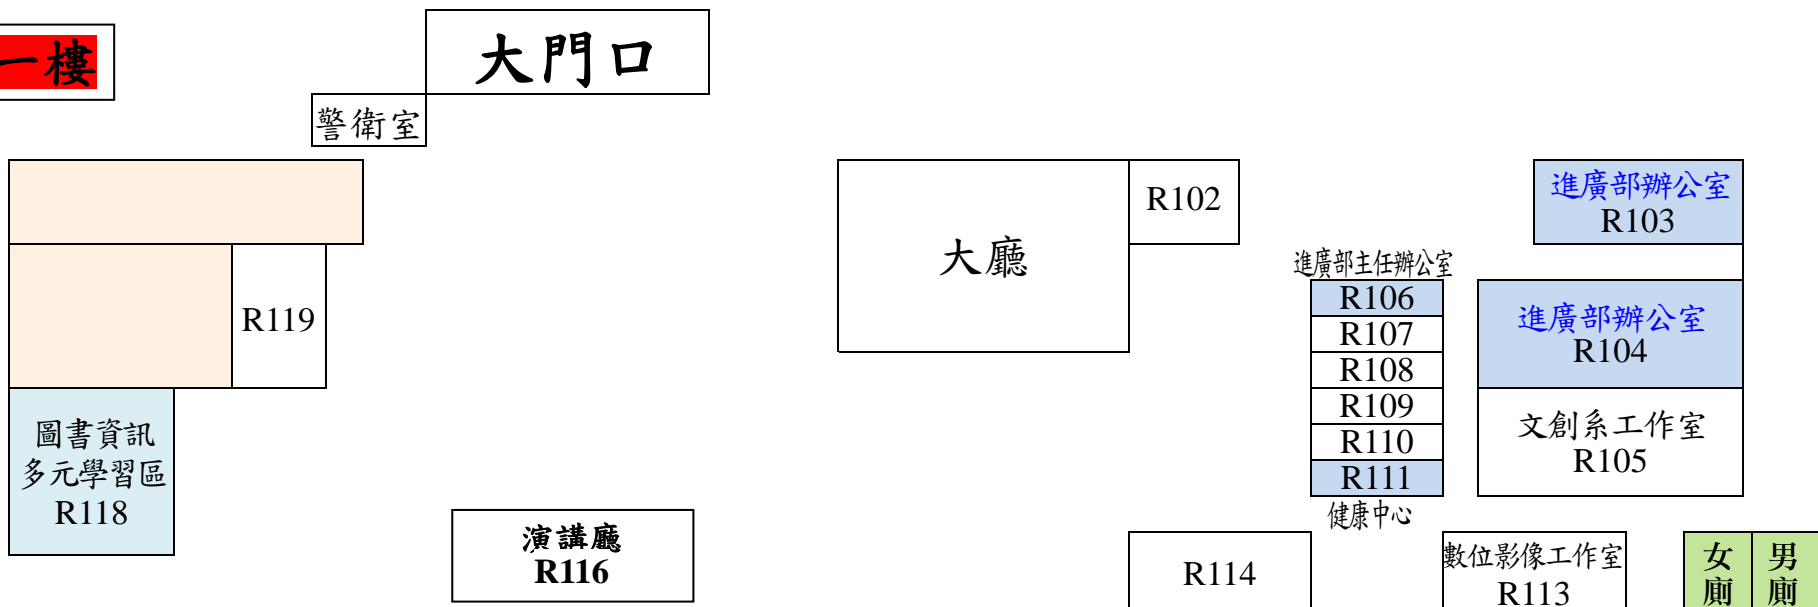 一樓
大門口
警衛室
R102
進廣部辦公室
R103
大廳
進廣部主任辦公室
R106
R107
R108
R109
R110
R111
健康中心
進廣部辦公室
R104
文創系工作室
R105
R119
圖書資訊
多元學習區
R118
演講廳
R116
R114
數位影像工作室
R113
女廁
男廁